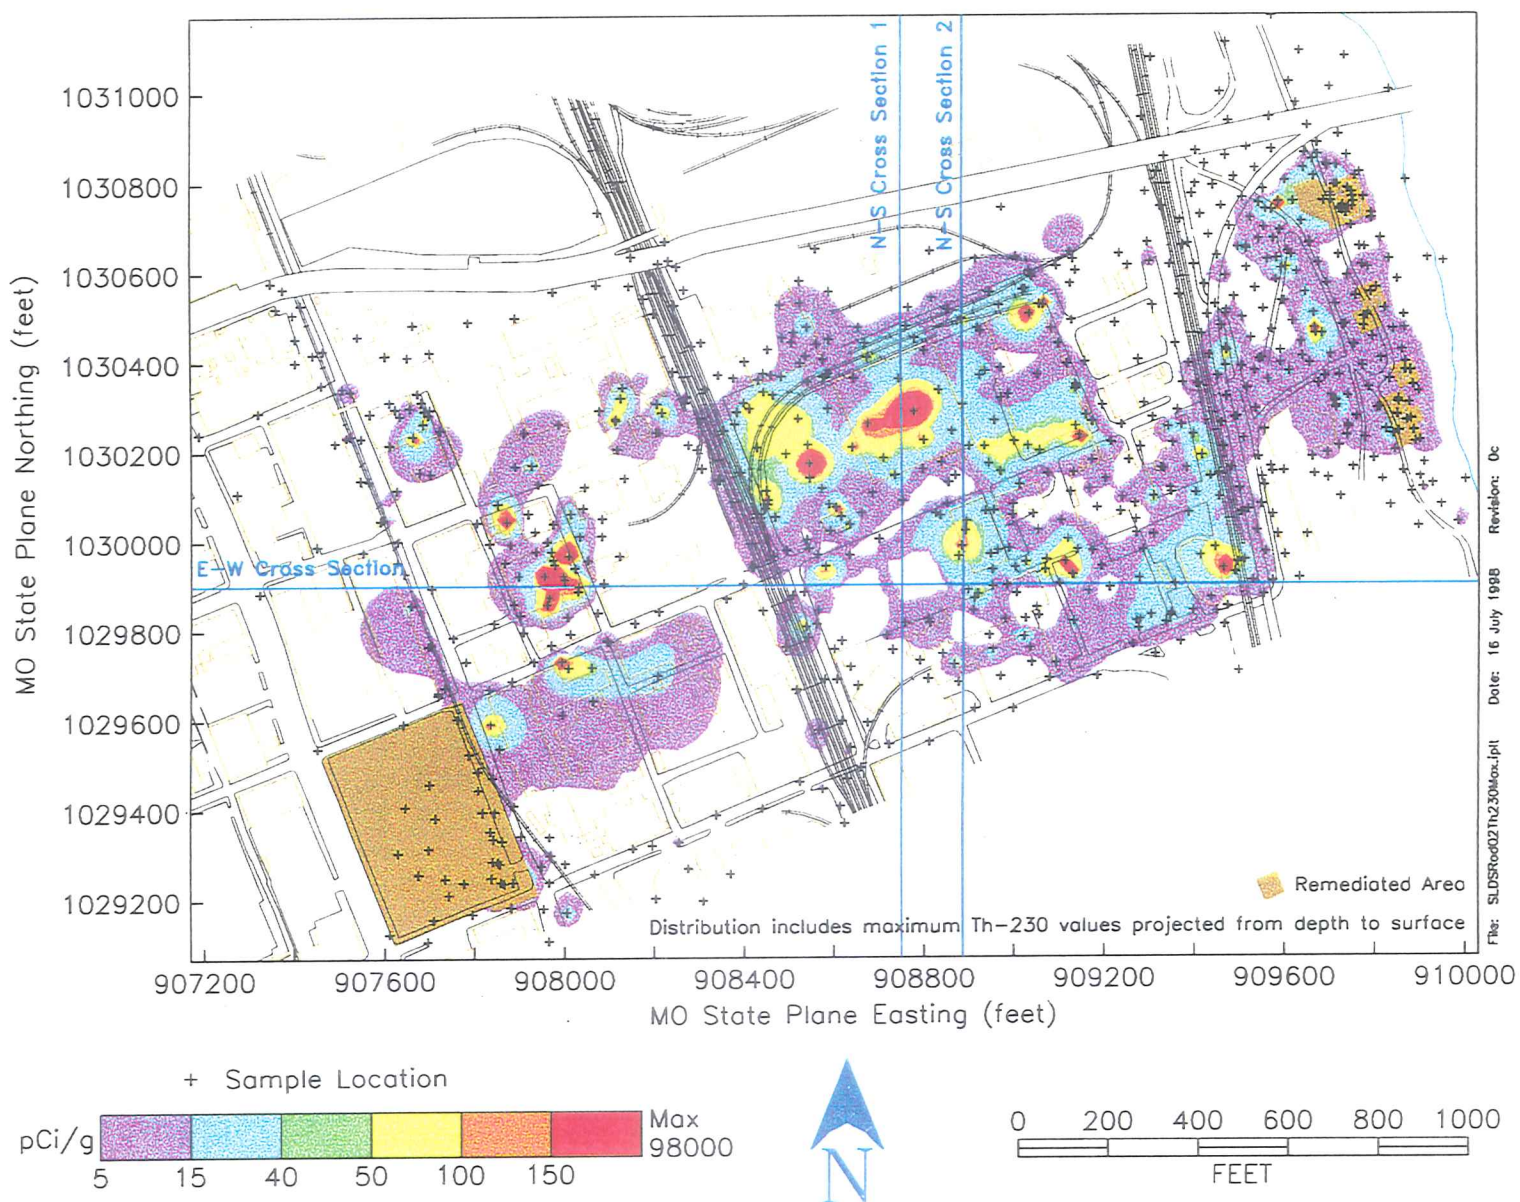 N-S Cross Section 1
N-S Cross Section 2
MO State Plane Northing (feet)
1031000
1030800
1030600
1030400
1030200
1030000
1029800
1029600
1029400
1029200
E-W Cross Section
Remediated Area
Distribution includes maximum Th-230 values projected from depth to surface
File: SLDSRod02Th230Max.jplt Date: 16 July 1998 Revision: 0c
907200 907600 908000 908400 908800 909200 909600 910000
MO State Plane Easting (feet)
+ Sample Location
pCi/g
5 15 40 50 100 150
Max
98000
N
0 200 400 600 800 1000
FEET